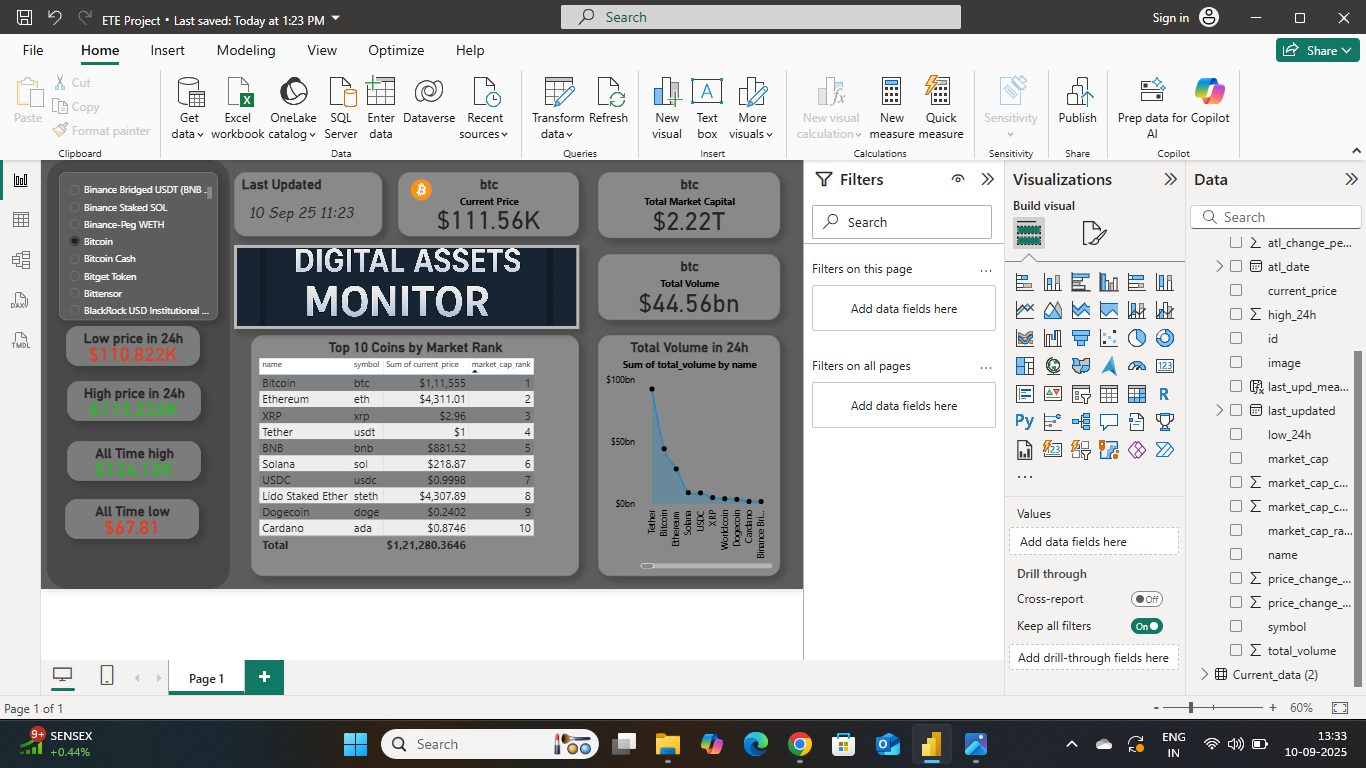 ETE Project • Last saved: Today at 1:23 PM
Search
Sign in
File
Home
Insert
Modeling
View
Optimize
Help
Share
Paste
Cut
Copy
Format painter
Clipboard
Get data
Excel workbook
OneLake catalog
SQL Server
Enter data
Dataverse
Recent sources
Data
Transform data
Refresh
Queries
New visual
Text box
More visuals
Insert
New visual calculation
New measure
Quick measure
Calculations
Sensitivity
Sensitivity
Publish
Share
Prep data for AI
Copilot
Copilot
Binance Bridged USDT (BNB ...
Binance Staked SOL
Binance-Peg WETH
Bitcoin
Bitcoin Cash
Bitget Token
Bittensor
BlackRock USD Institutional ...
Low price in 24h
$110.822K
High price in 24h
$113.226K
All Time high
$124.13K
All Time low
$67.81
Last Updated
10 Sep 25 11:23
btc
Current Price
$111.56K
btc
Total Market Capital
$2.22T
DIGITAL ASSETS
MONITOR
btc
Total Volume
$44.56bn
Top 10 Coins by Market Rank
name symbol Sum of current_price market_cap_rank
Bitcoin btc $1,11,555 1
Ethereum eth $4,311.01 2
XRP xrp $2.96 3
Tether usdt $1 4
BNB bnb $881.52 5
Solana sol $218.87 6
USDC usdc $0.9998 7
Lido Staked Ether steth $4,307.89 8
Dogecoin doge $0.2402 9
Cardano ada $0.8746 10
Total $1,21,280.3646
Total Volume in 24h
Sum of total_volume by name
$100bn
$50bn
$0bn
Tether
Bitcoin
Ethereum
Solana
USDC
XRP
Worldcoin
Dogecoin
Cardano
Binance Bri...
Filters
Search
Filters on this page
...
Add data fields here
Filters on all pages
...
Add data fields here
Visualizations
Build visual
123
R
Py
123
...
Values
Add data fields here
Drill through
Cross-report
Off
Keep all filters
On
Add drill-through fields here
Data
Search
atl_change_pe...
atl_date
current_price
high_24h
id
image
last_upd_mea...
last_updated
low_24h
market_cap
market_cap_c...
market_cap_c...
market_cap_ra...
name
price_change_...
price_change_...
symbol
total_volume
Current_data (2)
DAX
TMDL
Page 1
+
Page 1 of 1
- + 60%
9+
SENSEX
+0.44%
Search
ENG
IN
13:33
10-09-2025